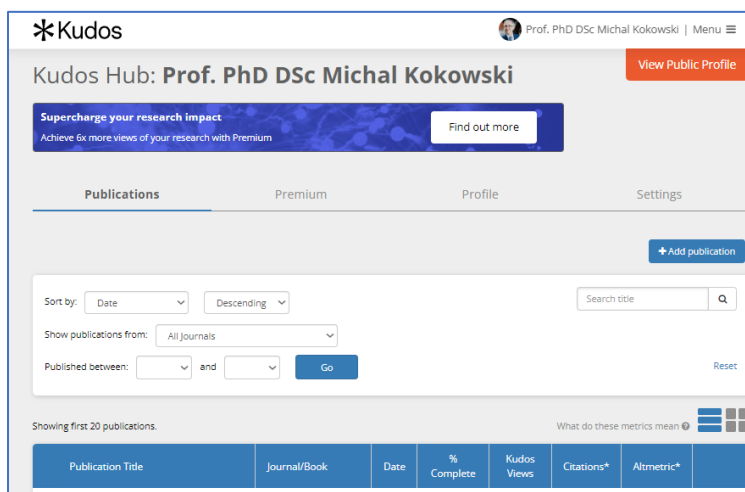 Kudos
Prof. PhD DSc Michal Kokowski | Menu
Kudos Hub: Prof. PhD DSc Michal Kokowski
View Public Profile
Supercharge your research impact
Achieve 6x more views of your research with Premium
Find out more
Publications Premium Profile Settings
+ Add publication
Sort by: Date Descending
Search title
Show publications from: All Journals
Published between: and Go
Reset
Showing first 20 publications.
What do these metrics mean ?
Publication Title Journal/Book Date % Complete Kudos Views Citations* Altmetric*